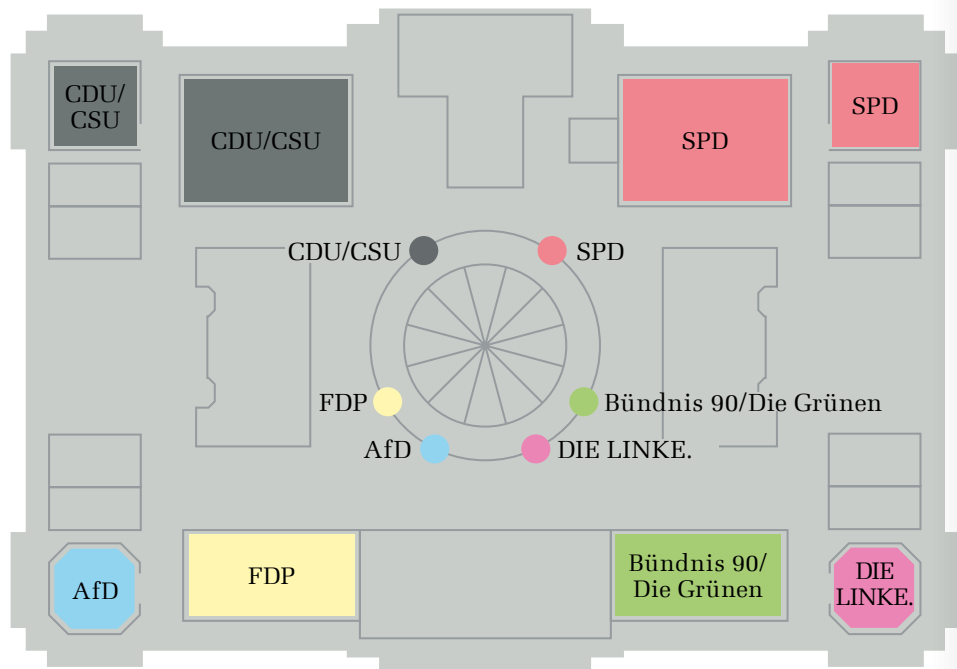 CDU/
CSU
CDU/CSU
SPD
SPD
CDU/CSU
SPD
FDP
Bündnis 90/Die Grünen
AfD
DIE LINKE.
AfD
FDP
Bündnis 90/
Die Grünen
DIE
LINKE.